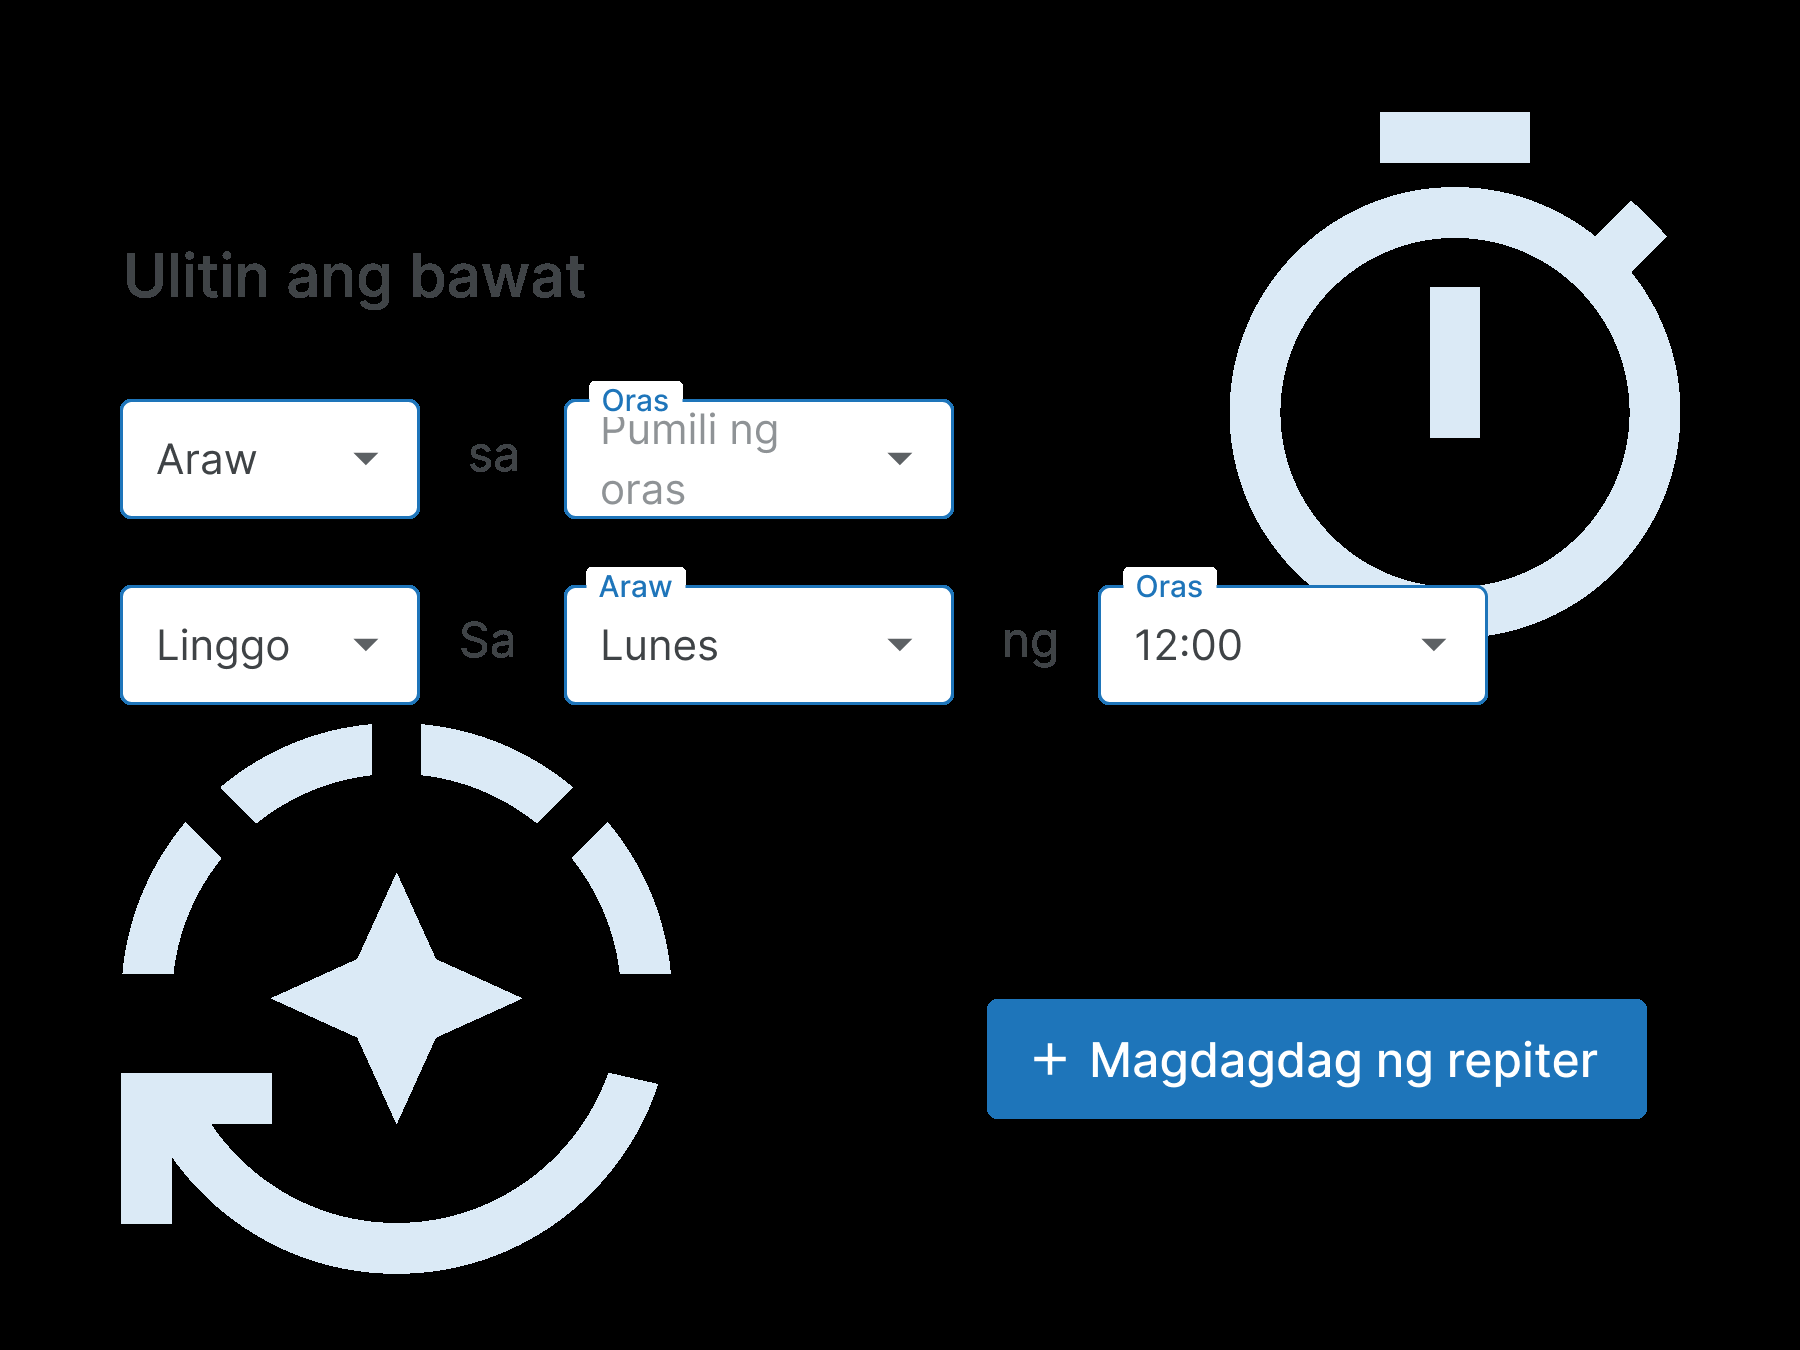 Ulitin ang bawat
Oras
Araw sa Pumili ng
oras
Araw Oras
Linggo Sa Lunes ng 12:00
+ Magdagdag ng repiter